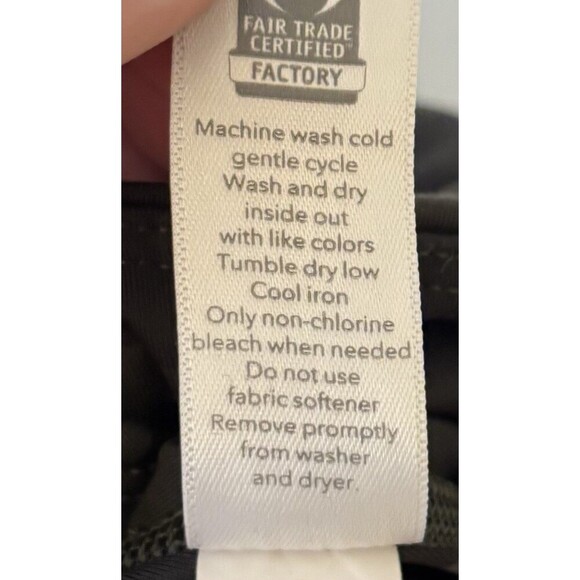 FAIR TRADE
CERTIFIED™
FACTORY
Machine wash cold
gentle cycle
Wash and dry
inside out
with like colors
Tumble dry low
Cool iron
Only non-chlorine
bleach when needed
Do not use
fabric softener
Remove promptly
from washer
and dryer.